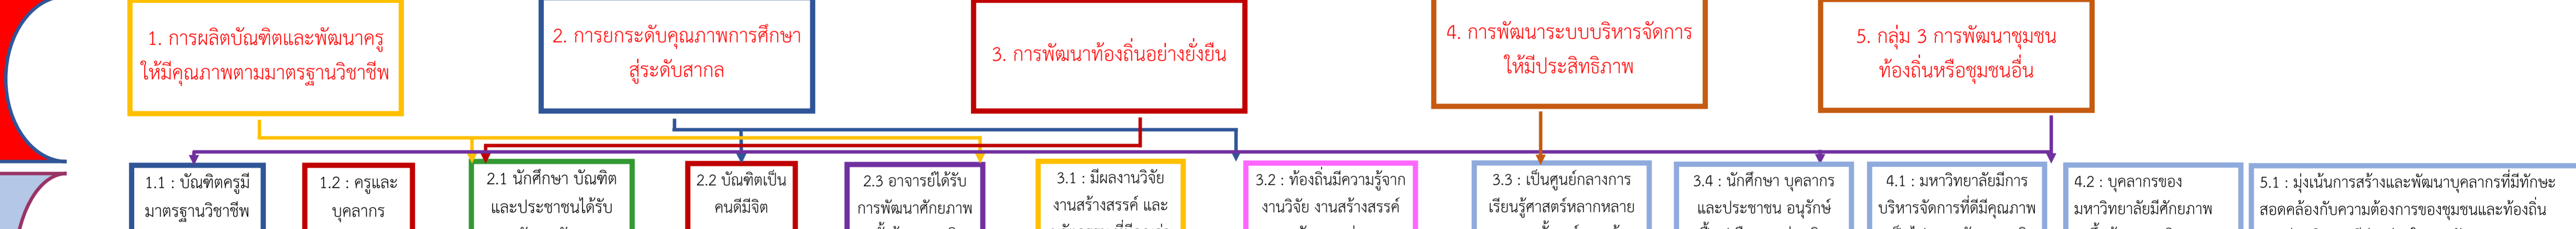 1. การผลิตบัณฑิตและพัฒนาครู
ให้มีคุณภาพตามมาตรฐานวิชาชีพ
2. การยกระดับคุณภาพการศึกษา
สู่ระดับสากล
3. การพัฒนาท้องถิ่นอย่างยั่งยืน
4. การพัฒนาระบบบริหารจัดการ
ให้มีประสิทธิภาพ
5. กลุ่ม 3 การพัฒนาชุมชน
ท้องถิ่นหรือชุมชนอื่น
1.1 : บัณฑิตครูมี
มาตรฐานวิชาชีพ
1.2 : ครูและ
บุคลากร
2.1 นักศึกษา บัณฑิต
และประชาชนได้รับ
2.2 บัณฑิตเป็น
คนดีมีจิต
2.3 อาจารย์ได้รับ
การพัฒนาศักยภาพ
3.1 : มีผลงานวิจัย
งานสร้างสรรค์ และ
3.2 : ท้องถิ่นมีความรู้จาก
งานวิจัย งานสร้างสรรค์
3.3 : เป็นศูนย์กลางการ
เรียนรู้ศาสตร์หลากหลาย
3.4 : นักศึกษา บุคลากร
และประชาชน อนุรักษ์
4.1 : มหาวิทยาลัยมีการ
บริหารจัดการที่ดีมีคุณภาพ
4.2 : บุคลากรของ
มหาวิทยาลัยมีศักยภาพ
5.1 : มุ่งเน้นการสร้างและพัฒนาบุคลากรที่มีทักษะ
สอดคล้องกับความต้องการของชุมชนและท้องถิ่น